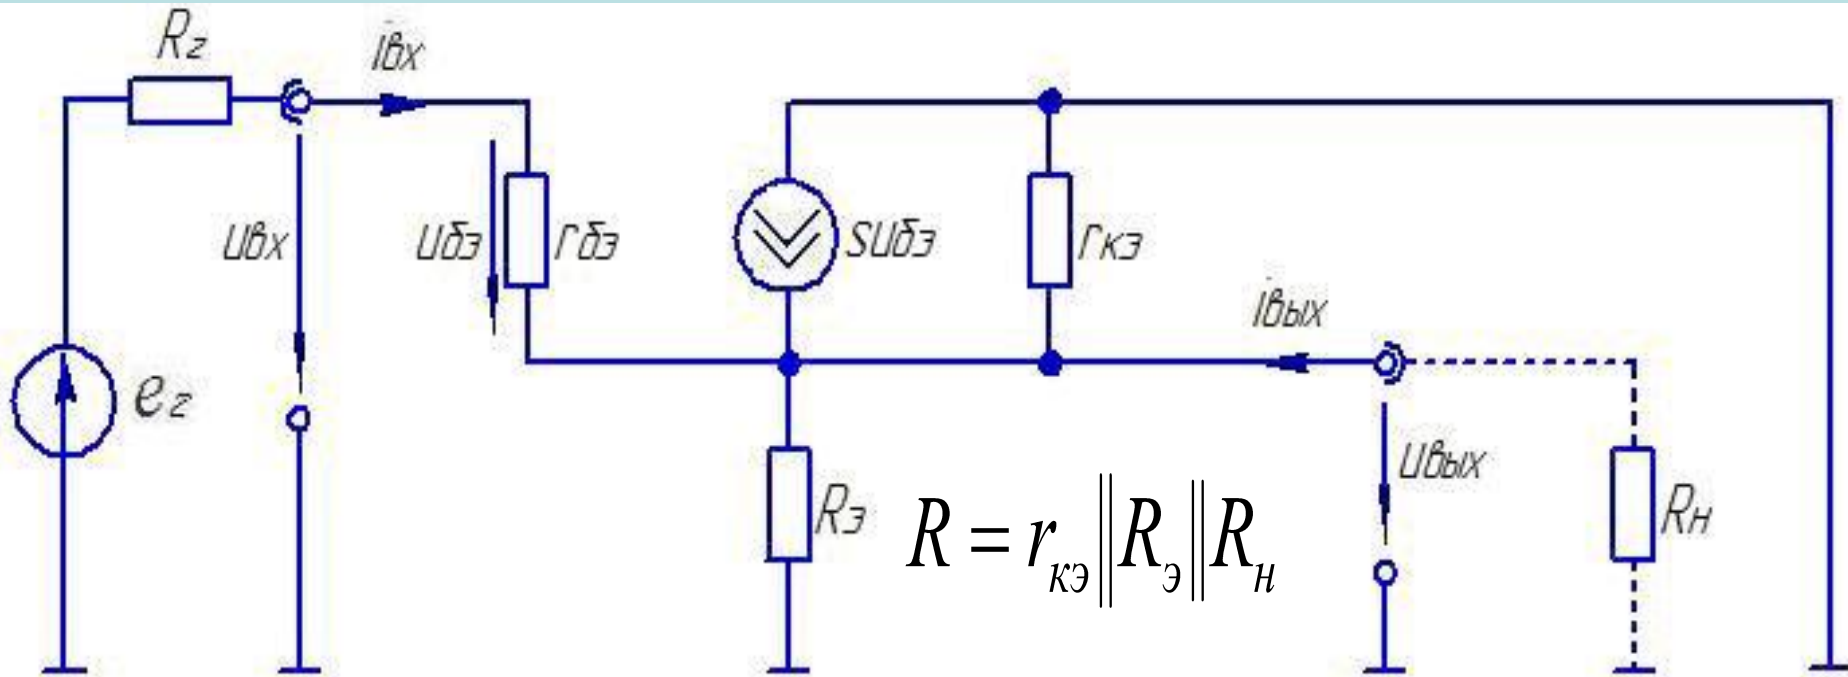 Rг
iвх
uвх
uбэ
rбэ
Suбэ
rкэ
iвых
eг
uвых
Rэ
R = rкэ||Rэ||Rн
Rн